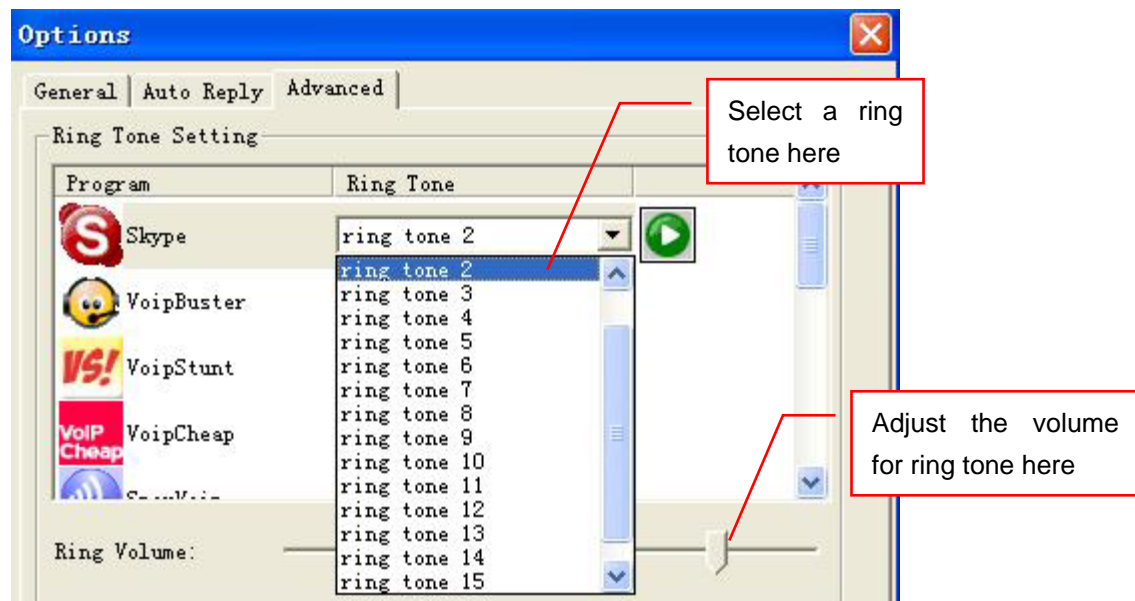 Options
General Auto Reply Advanced
Select a ring
tone here
Ring Tone Setting
Program Ring Tone
S Skype ring tone 2
ring tone 2
VoipBuster
ring tone 3
ring tone 4
ring tone 5
VS! VoipStunt
ring tone 6
ring tone 7
ring tone 8
VoIP
Cheap
VoipCheap
ring tone 9
ring tone 10
ring tone 11
ring tone 12
ring tone 13
ring tone 14
ring tone 15
Adjust the volume
for ring tone here
Ring Volume: